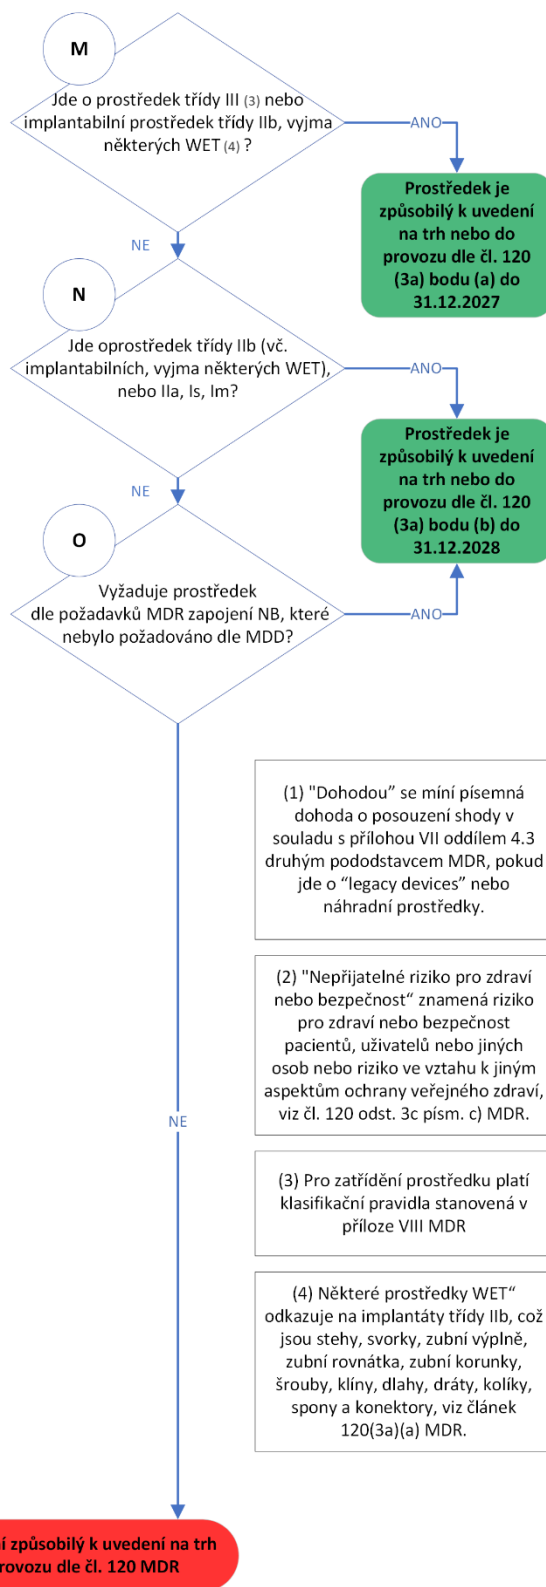 M
Jde o prostředek třídy III (3) nebo
implantabilní prostředek třídy IIb, vyjma
některých WET (4) ?
ANO
Prostředek je
způsobilý k uvedení
na trh nebo do
provozu dle čl. 120
(3a) bodu (a) do
31.12.2027
NE
N
Jde oprostředek třídy IIb (vč.
implantabilních, vyjma některých WET),
nebo IIa, Is, Im?
ANO
Prostředek je
způsobilý k uvedení
na trh nebo do
provozu dle čl. 120
(3a) bodu (b) do
31.12.2028
NE
O
Vyžaduje prostředek
dle požadavků MDR zapojení NB, které
nebylo požadováno dle MDD?
ANO
(1) "Dohodou” se míní písemná
dohoda o posouzení shody v
souladu s přílohou VII oddílem 4.3
druhým pododstavcem MDR, pokud
jde o “legacy devices” nebo
náhradní prostředky.
(2) "Nepřijatelné riziko pro zdraví
nebo bezpečnost“ znamená riziko
pro zdraví nebo bezpečnost
pacientů, uživatelů nebo jiných
osob nebo riziko ve vztahu k jiným
aspektům ochrany veřejného zdraví,
viz čl. 120 odst. 3c písm. c) MDR.
NE
(3) Pro zatřídění prostředku platí
klasifikační pravidla stanovená v
příloze VIII MDR
(4) Některé prostředky WET“
odkazuje na implantáty třídy IIb, což
jsou stehy, svorky, zubní výplně,
zubní rovnátka, zubní korunky,
šrouby, klíny, dlahy, dráty, kolíky,
spony a konektory, viz článek
120(3a)(a) MDR.
způsobilý k uvedení na trh
dle čl. 120 MDR